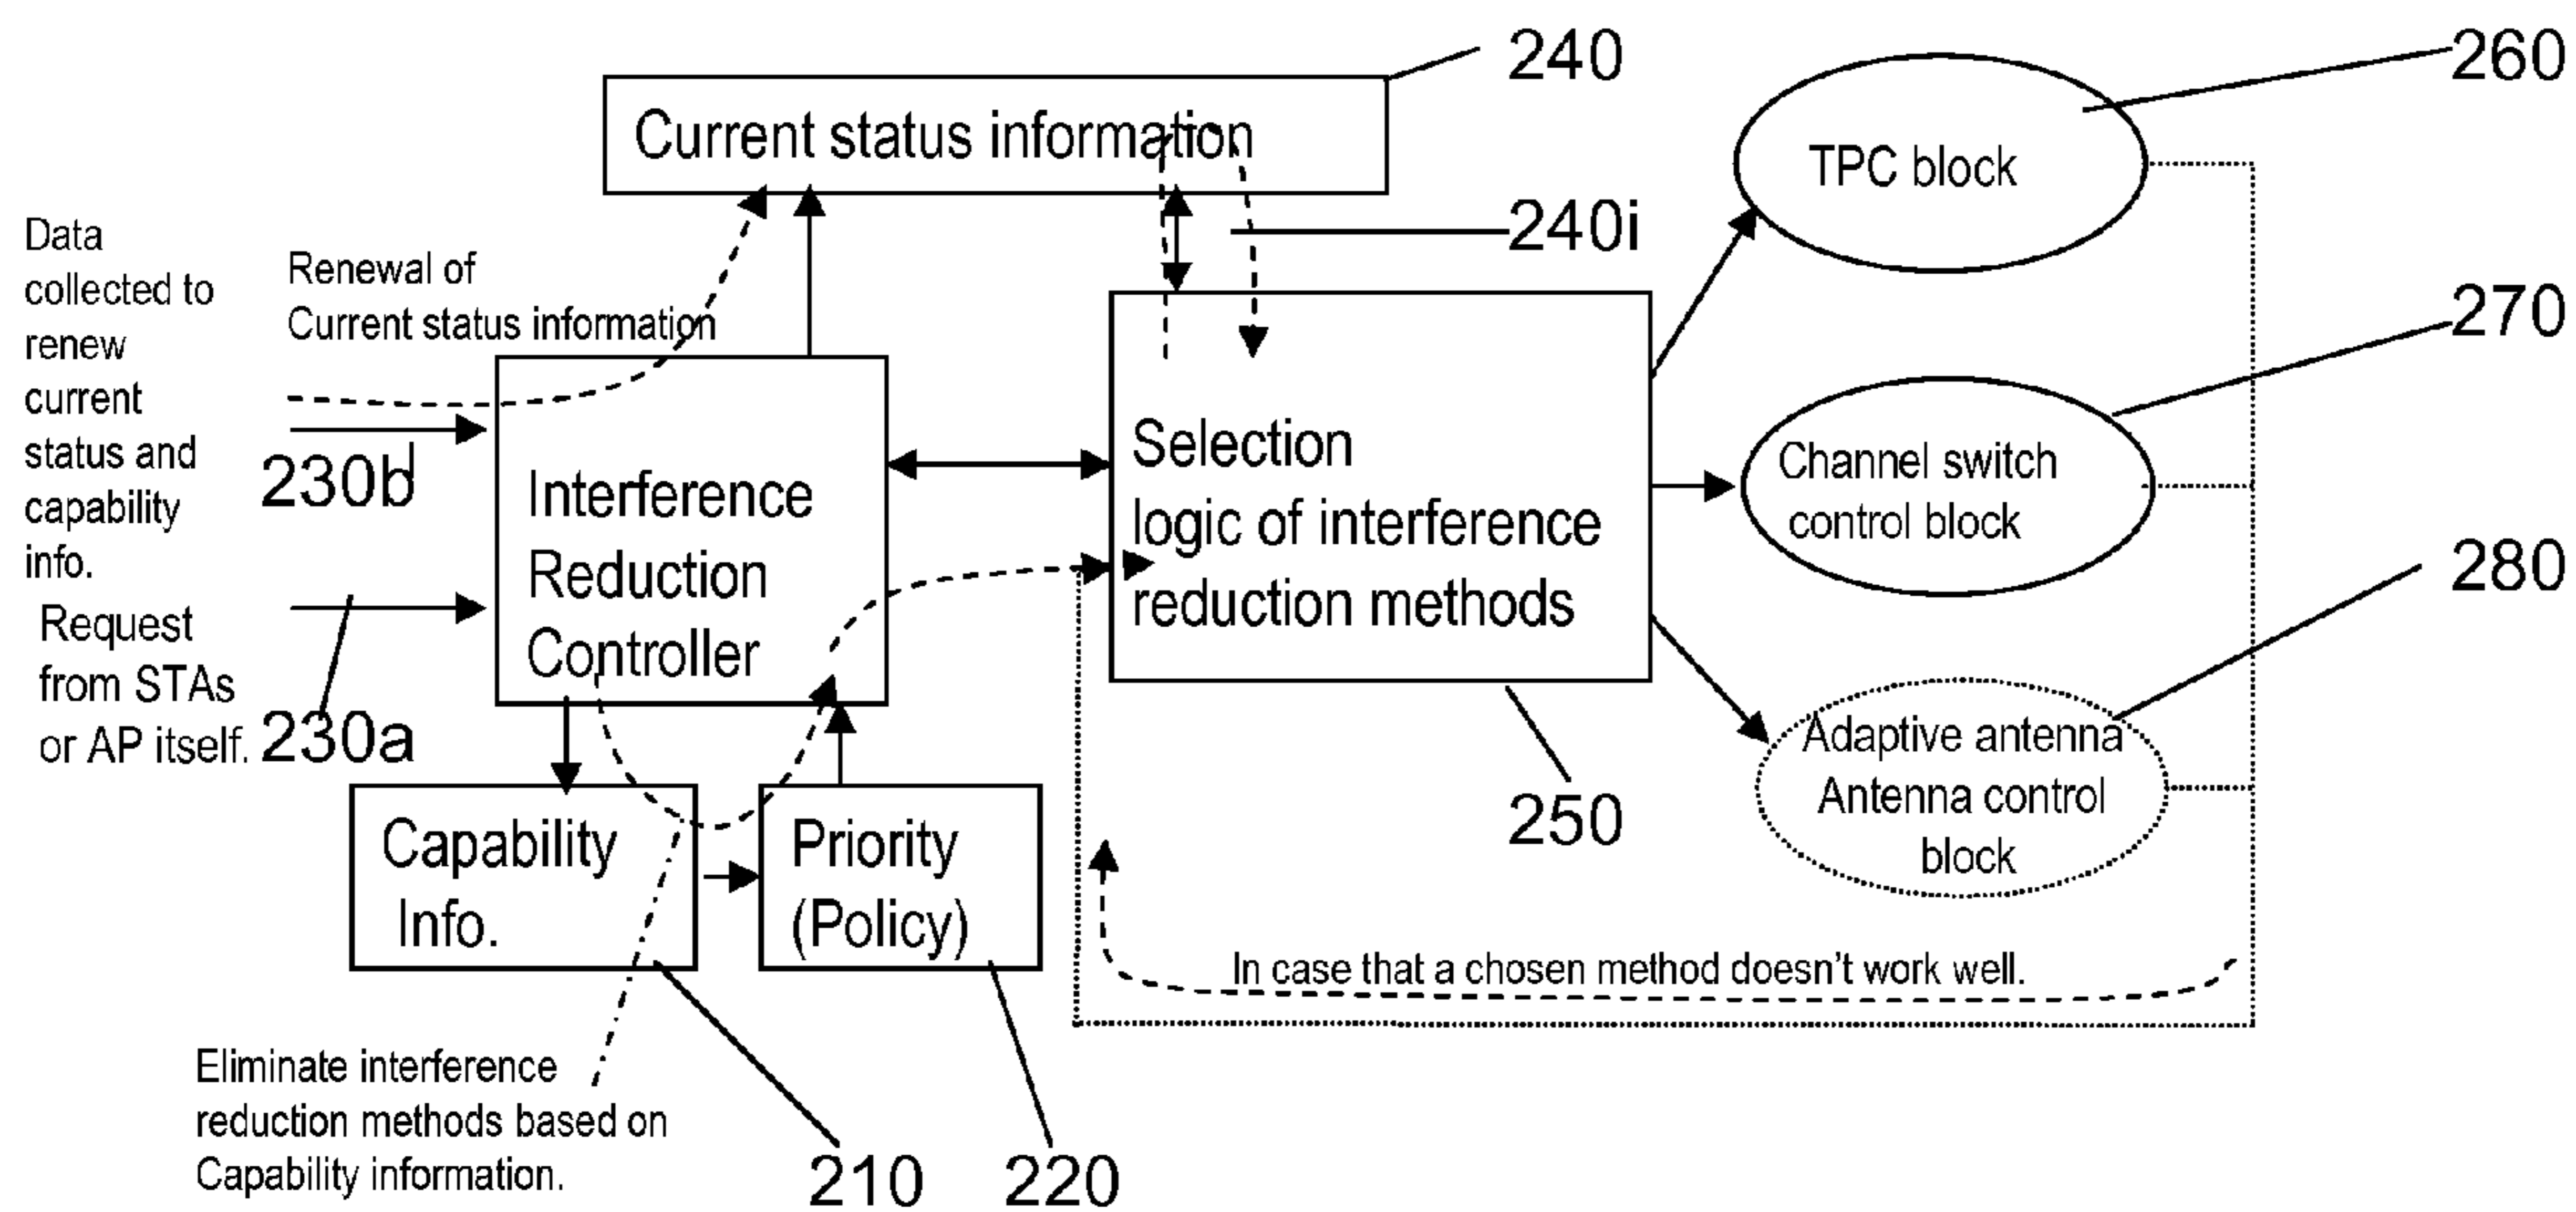 240
Current status information
240i
Data
collected to
renew
current
status and
capability
info.
Renewal of
Current status information
230b
Request
from STAs
or AP itself.
230a
Interference
Reduction
Controller
Selection
logic of interference
reduction methods
250
Capability
Info.
Priority
(Policy)
Eliminate interference
reduction methods based on
Capability information.
210
220
260
TPC block
270
Channel switch
control block
280
Adaptive antenna
Antenna control
block
In case that a chosen method doesn't work well.